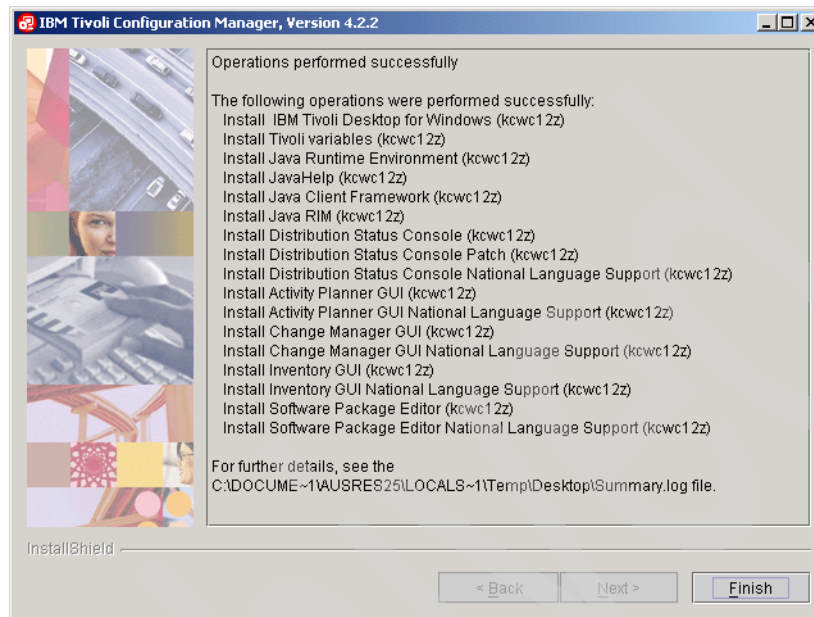 IBM Tivoli Configuration Manager, Version 4.2.2
Operations performed successfully
The following operations were performed successfully:
Install IBM Tivoli Desktop for Windows (kcwc12z)
Install Tivoli variables (kcwc12z)
Install Java Runtime Environment (kcwc12z)
Install JavaHelp (kcwc12z)
Install Java Client Framework (kcwc12z)
Install Java RIM (kcwc12z)
Install Distribution Status Console (kcwc12z)
Install Distribution Status Console Patch (kcwc12z)
Install Distribution Status Console National Language Support (kcwc12z)
Install Activity Planner GUI (kcwc12z)
Install Activity Planner GUI National Language Support (kcwc12z)
Install Change Manager GUI (kcwc12z)
Install Change Manager GUI National Language Support (kcwc12z)
Install Inventory GUI (kcwc12z)
Install Inventory GUI National Language Support (kcwc12z)
Install Software Package Editor (kcwc12z)
Install Software Package Editor National Language Support (kcwc12z)
For further details, see the
C:\DOCUME~1\AUSRES25\LOCALS~1\Temp\Desktop\Summary.log file.
InstallShield
< Back
Next >
Finish